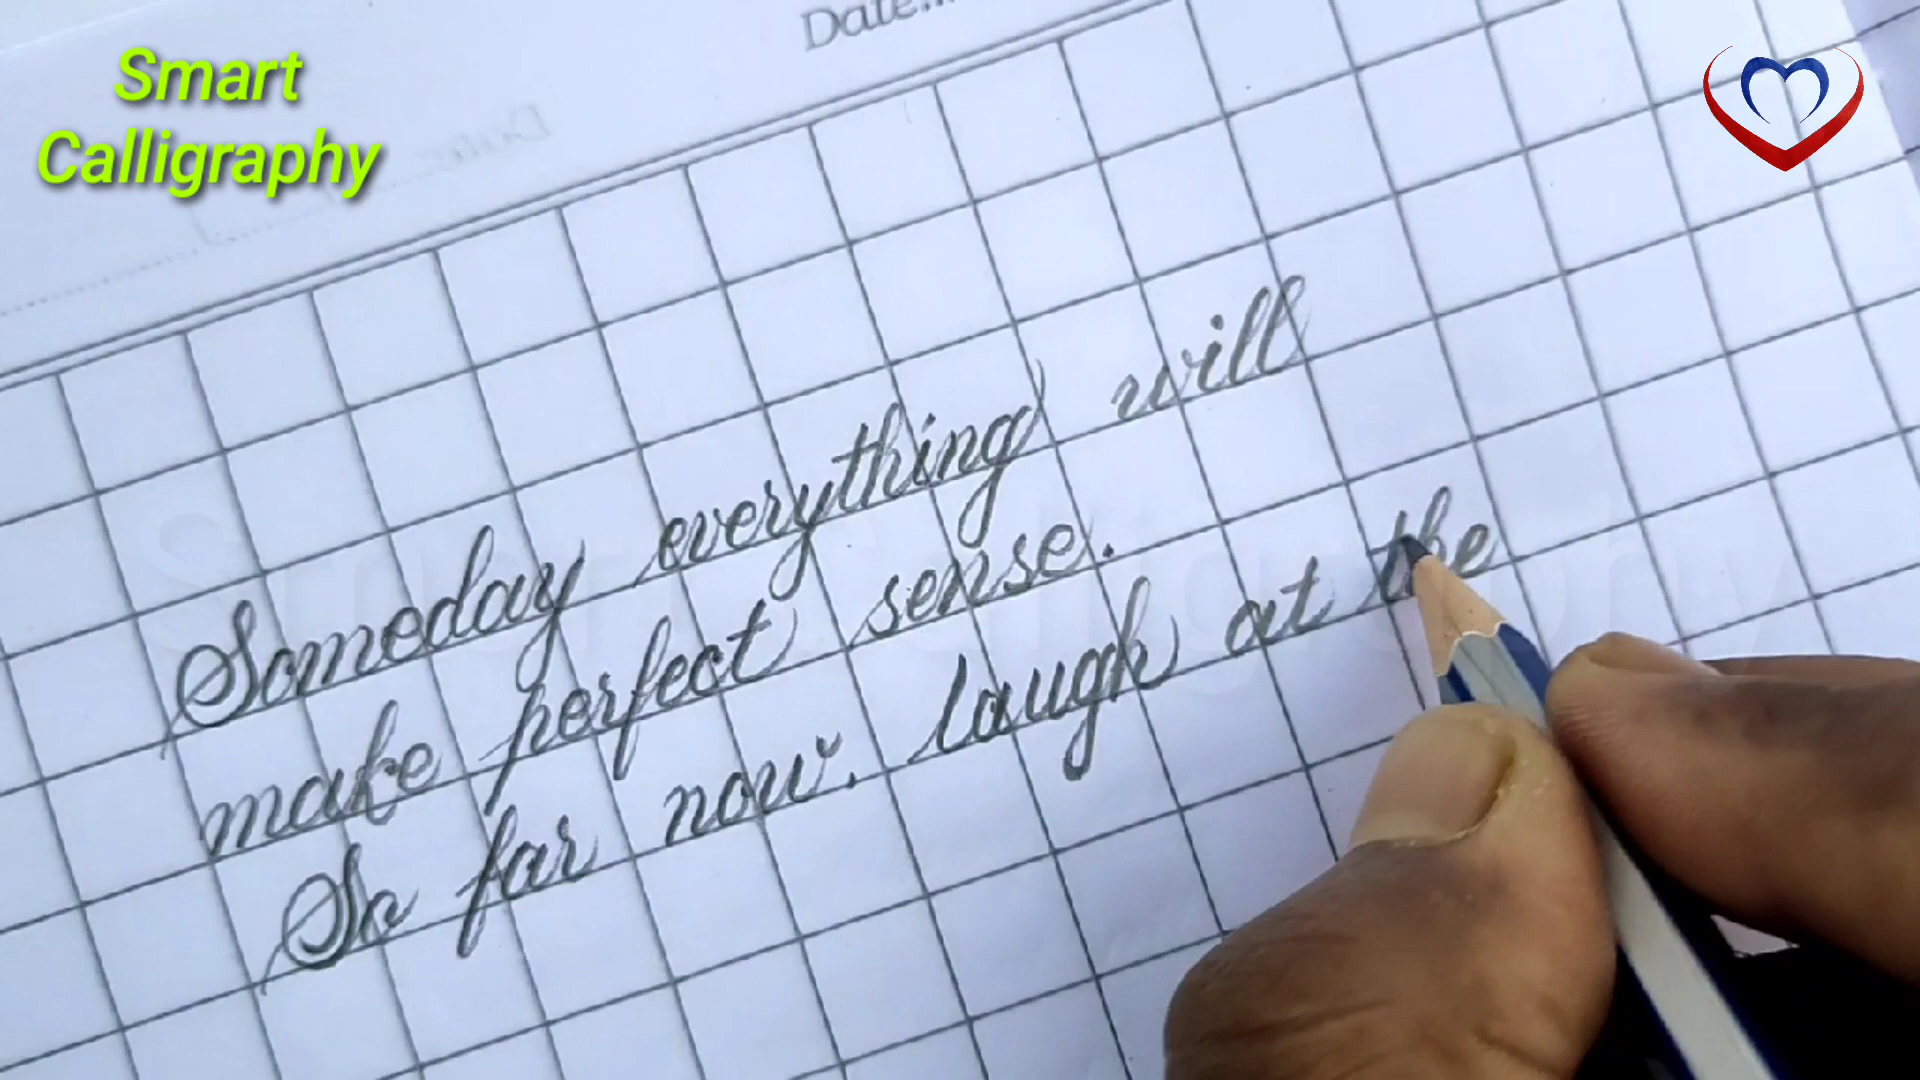 Smart
Calligraphy
Date...
Someday everything will
make perfect sense.
So far now. laugh at the